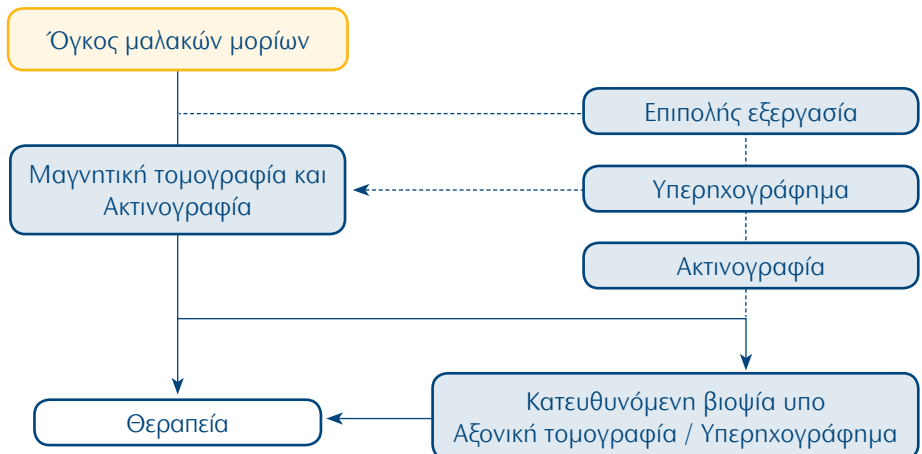 Όγκος μαλακών μορίων
Επιπολής εξεργασία
Μαγνητική τομογραφία και
Ακτινογραφία
Υπερηχογράφημα
Ακτινογραφία
Θεραπεία
Κατευθυνόμενη βιοψία υπο
Αξονική τομογραφία / Υπερηχογράφημα